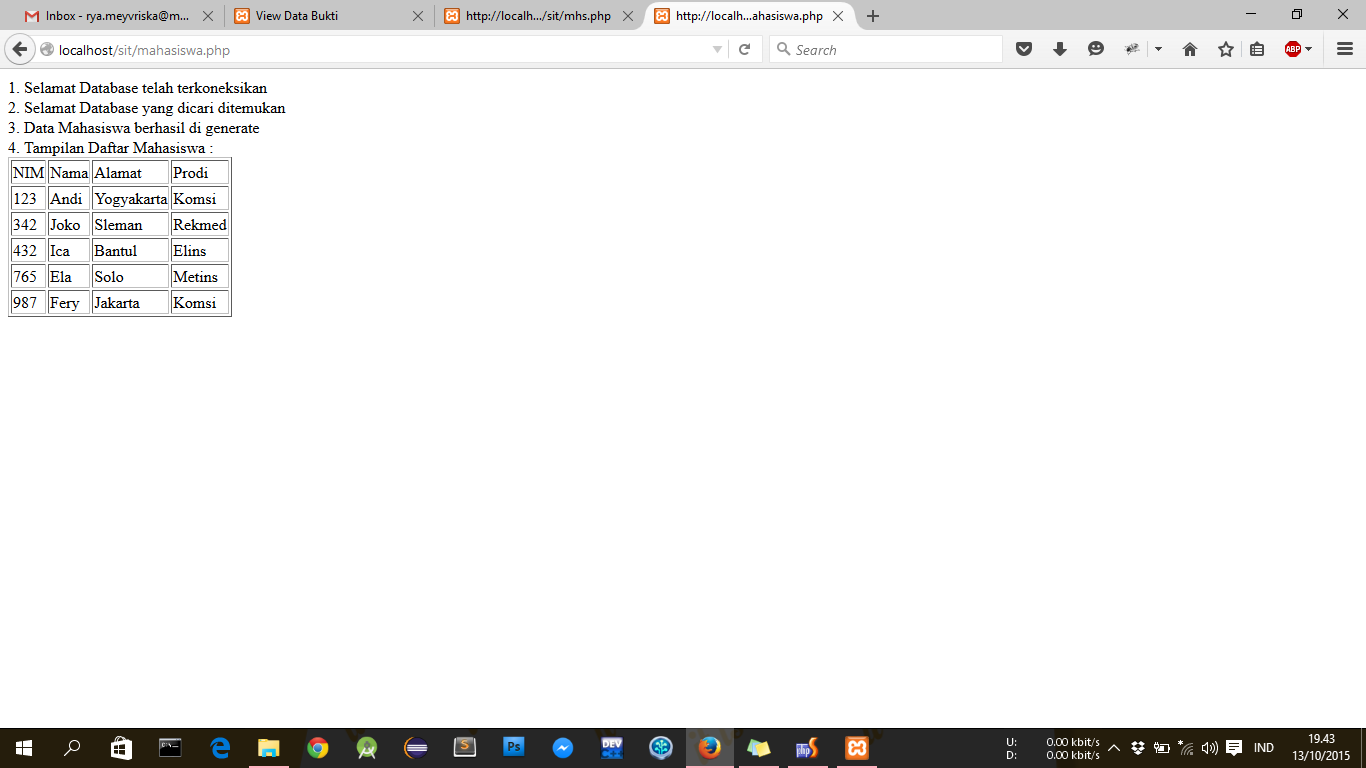 Inbox - rya.meyvriska@m... View Data Bukti http://localh.../sit/mhs.php http://localh...ahasiswa.php
localhost/sit/mahasiswa.php Search ABP
1. Selamat Database telah terkoneksikan
2. Selamat Database yang dicari ditemukan
3. Data Mahasiswa berhasil di generate
4. Tampilan Daftar Mahasiswa :
NIM Nama Alamat Prodi
123 Andi Yogyakarta Komsi
342 Joko Sleman Rekmed
432 Ica Bantul Elins
765 Ela Solo Metins
987 Fery Jakarta Komsi
U: 0.00 kbit/s
D: 0.00 kbit/s
Ps DEV php IND
19.43
13/10/2015